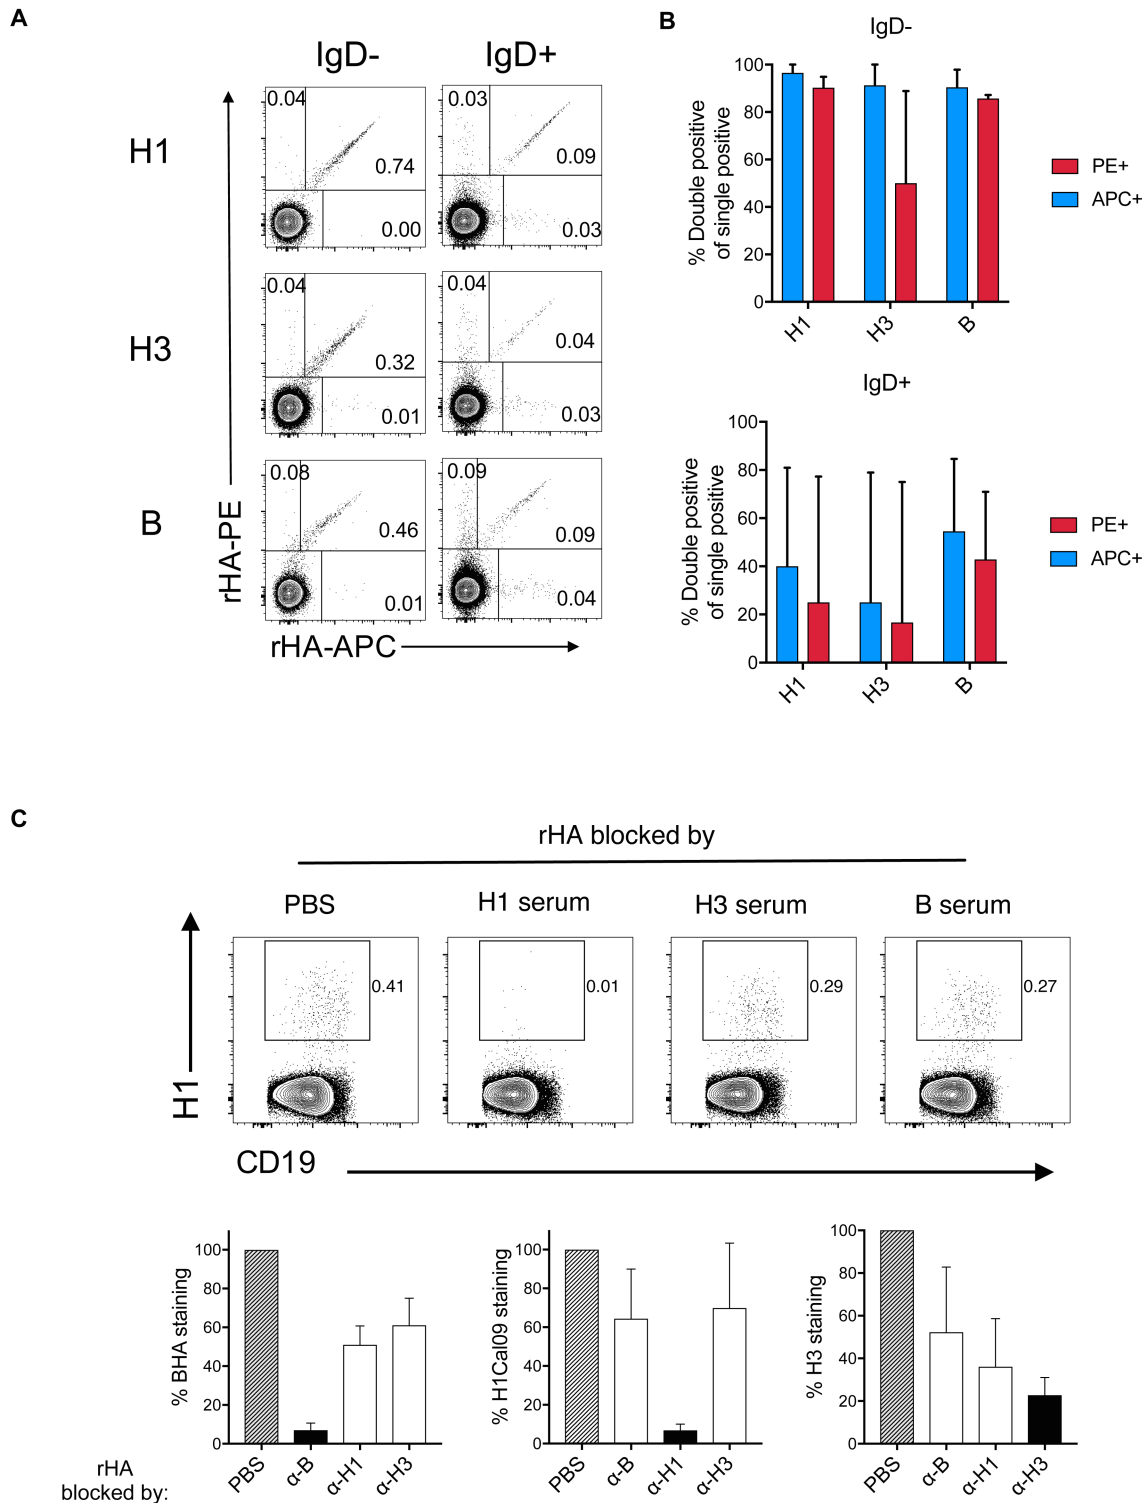 A
IgD-
IgD+
H1
0.04
0.74
0.00
0.03
0.09
0.03
H3
0.04
0.32
0.01
0.04
0.04
0.03
B
0.08
0.46
0.01
0.09
0.09
0.04
rHA-PE
rHA-APC
B
IgD-
% Double positive
of single positive
100
80
60
40
20
0
H1
H3
B
PE+
APC+
IgD+
% Double positive
of single positive
100
80
60
40
20
0
H1
H3
B
PE+
APC+
C
rHA blocked by
PBS
H1 serum
H3 serum
B serum
H1
0.41
0.01
0.29
0.27
CD19
% BHA staining
100
80
60
40
20
0
PBS
α-B
α-H1
α-H3
% H1Cal09 staining
100
80
60
40
20
0
PBS
α-B
α-H1
α-H3
% H3 staining
100
80
60
40
20
0
PBS
α-B
α-H1
α-H3
rHA
blocked by: